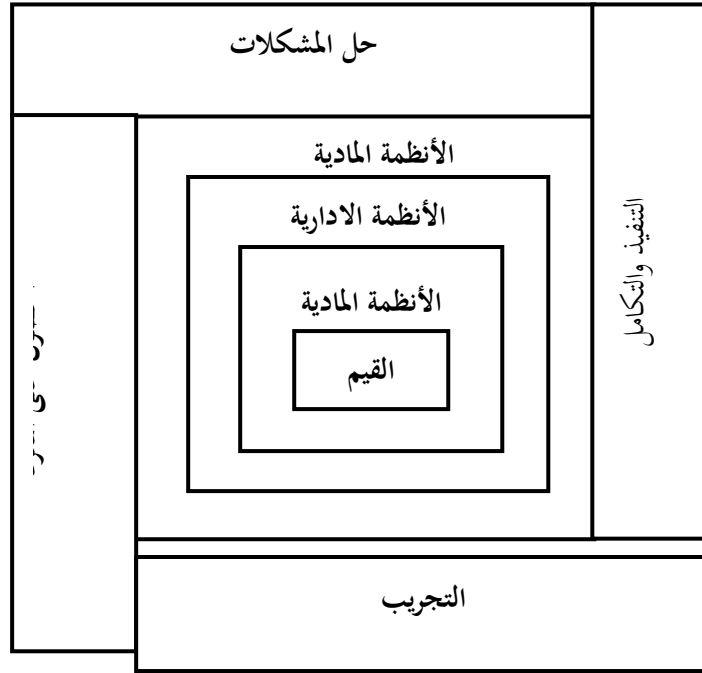 حل المشكلات
الأنظمة المادية
الأنظمة الادارية
الأنظمة المادية
القيم
التنفيذ والتكامل
التجريب